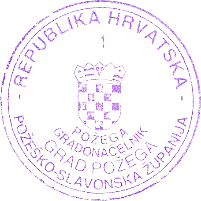 - REPUBLIKA HRVATSKA -
POŽEŠKO-SLAVONSKA ŽUPANIJA
1
POŽEGA
GRADONAČELNIK
GRAD POŽEGA